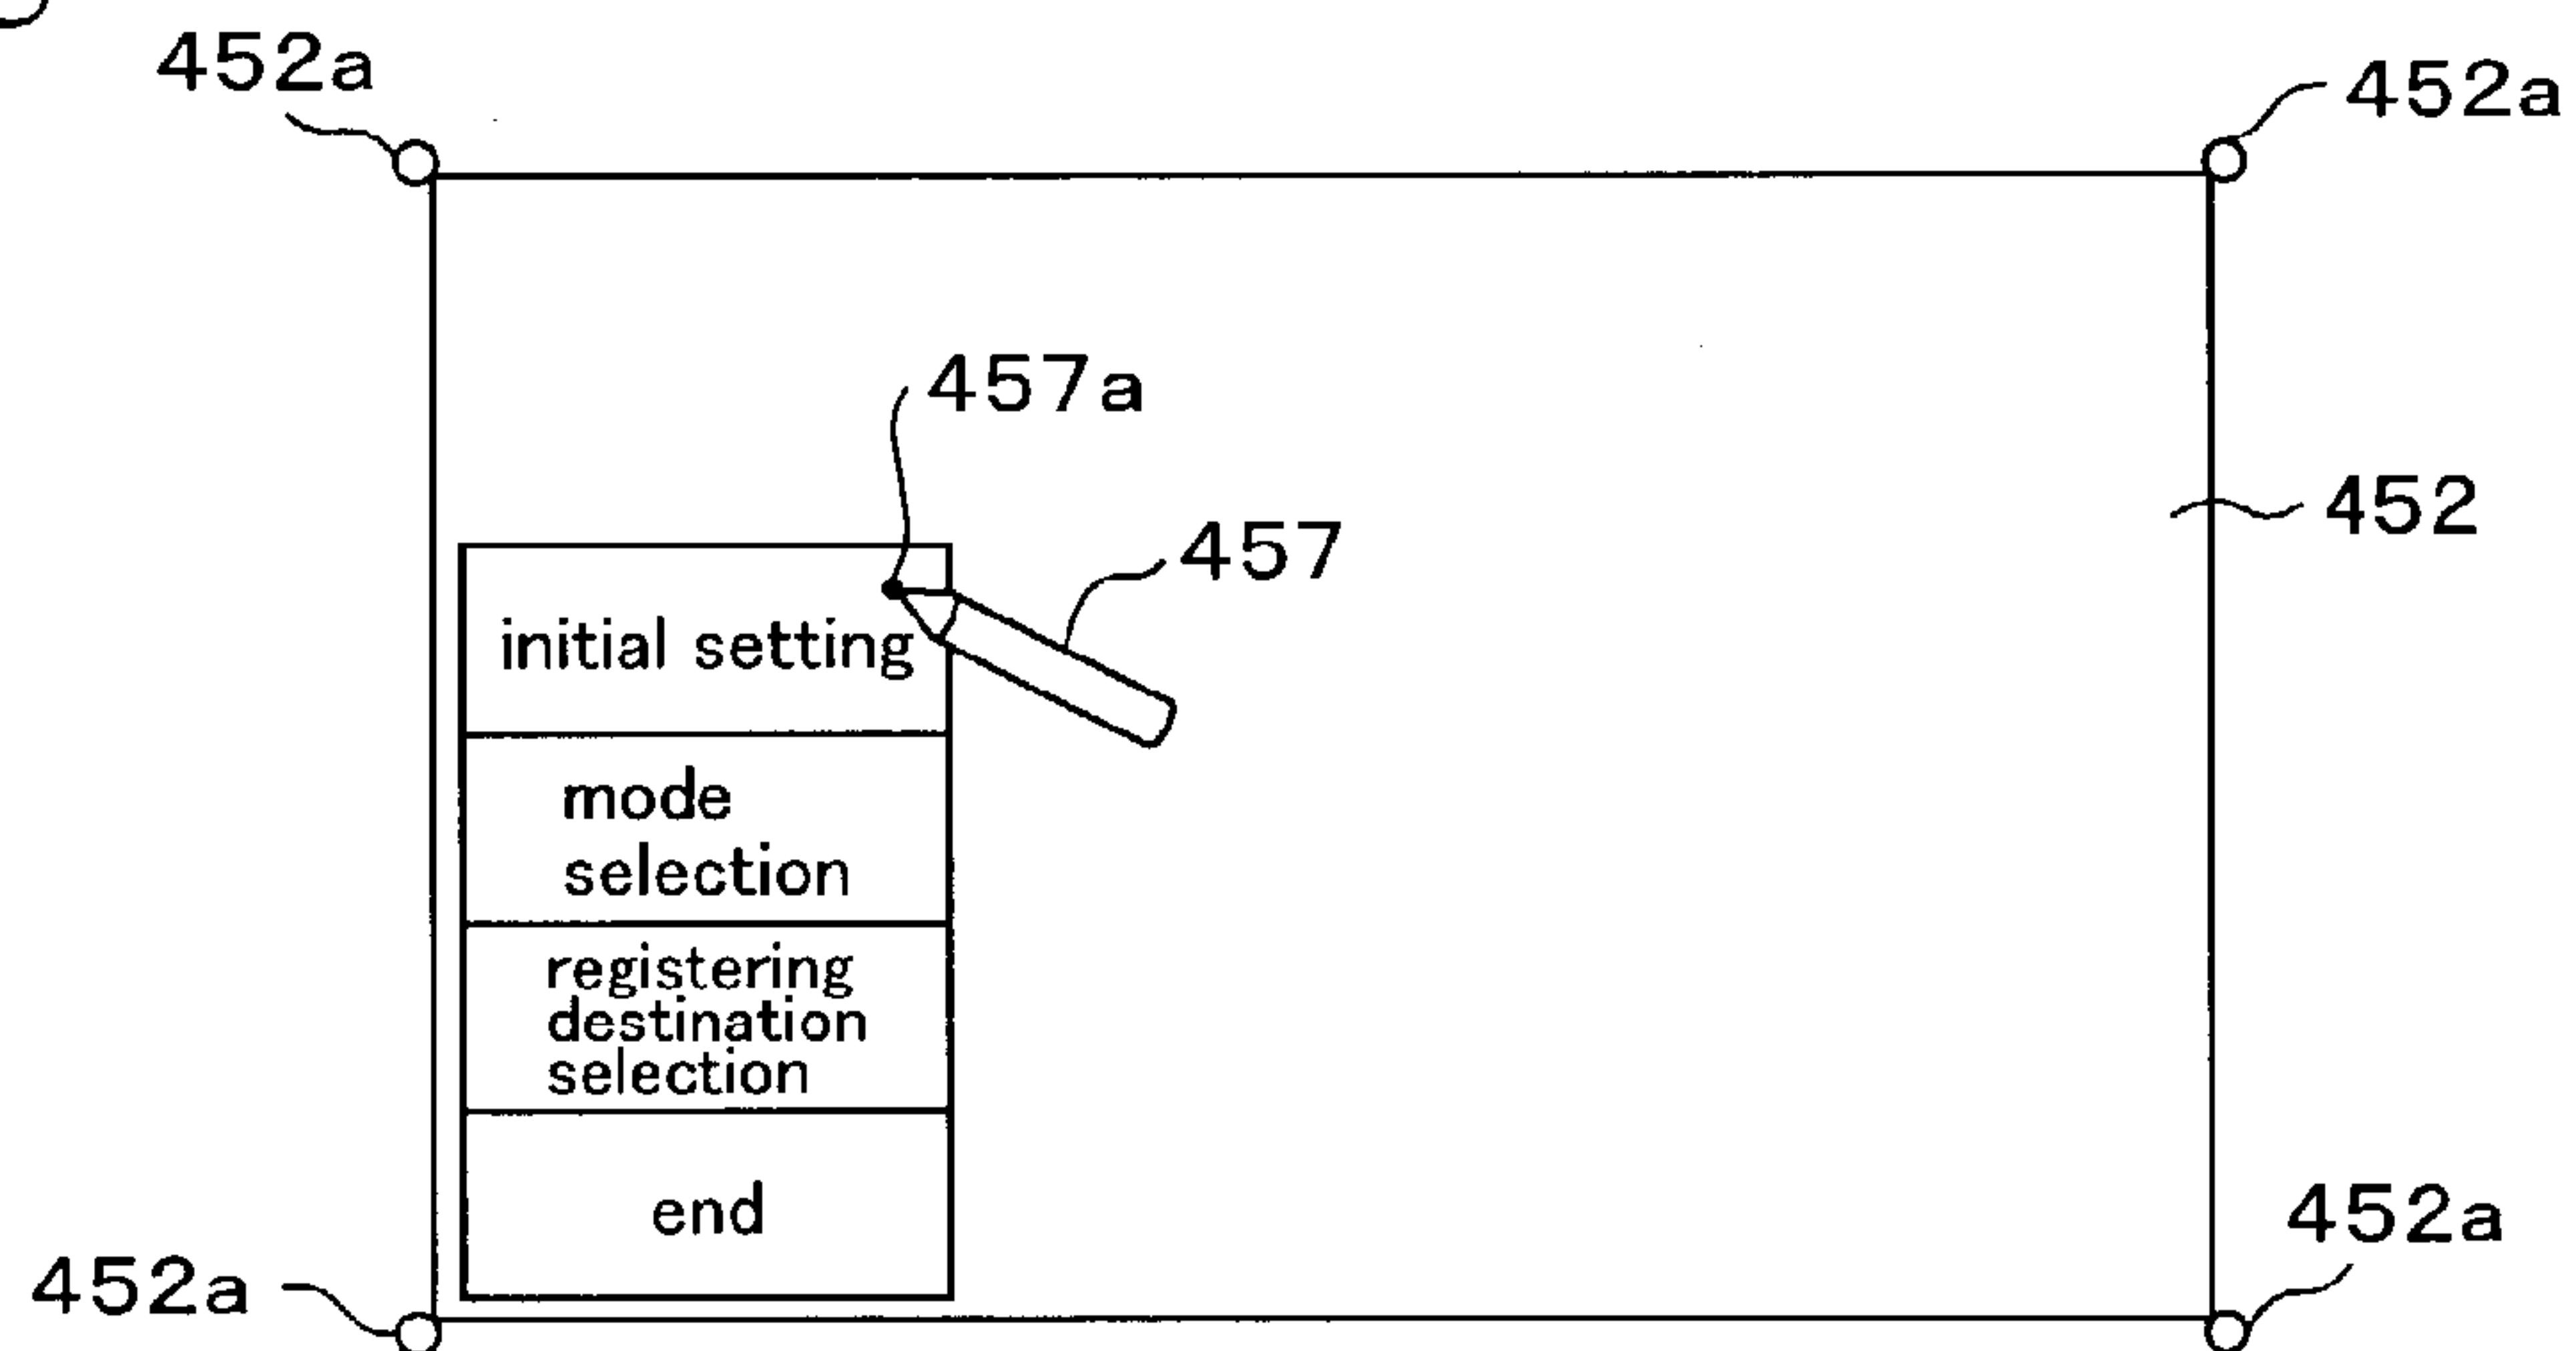 452a
452a
457a
452
457
initial setting
mode
selection
registering
destination
selection
end
452a
452a